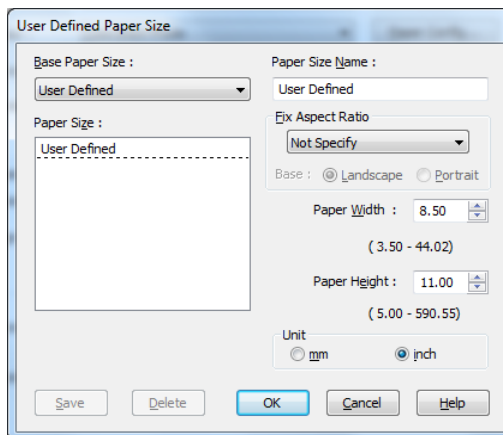 User Defined Paper Size
Base Paper Size :
User Defined
Paper Size :
User Defined
Paper Size Name :
User Defined
Fix Aspect Ratio
Not Specify
Base : Landscape Portrait
Paper Width : 8.50
( 3.50 - 44.02)
Paper Height : 11.00
( 5.00 - 590.55)
Unit
mm inch
Save Delete OK Cancel Help